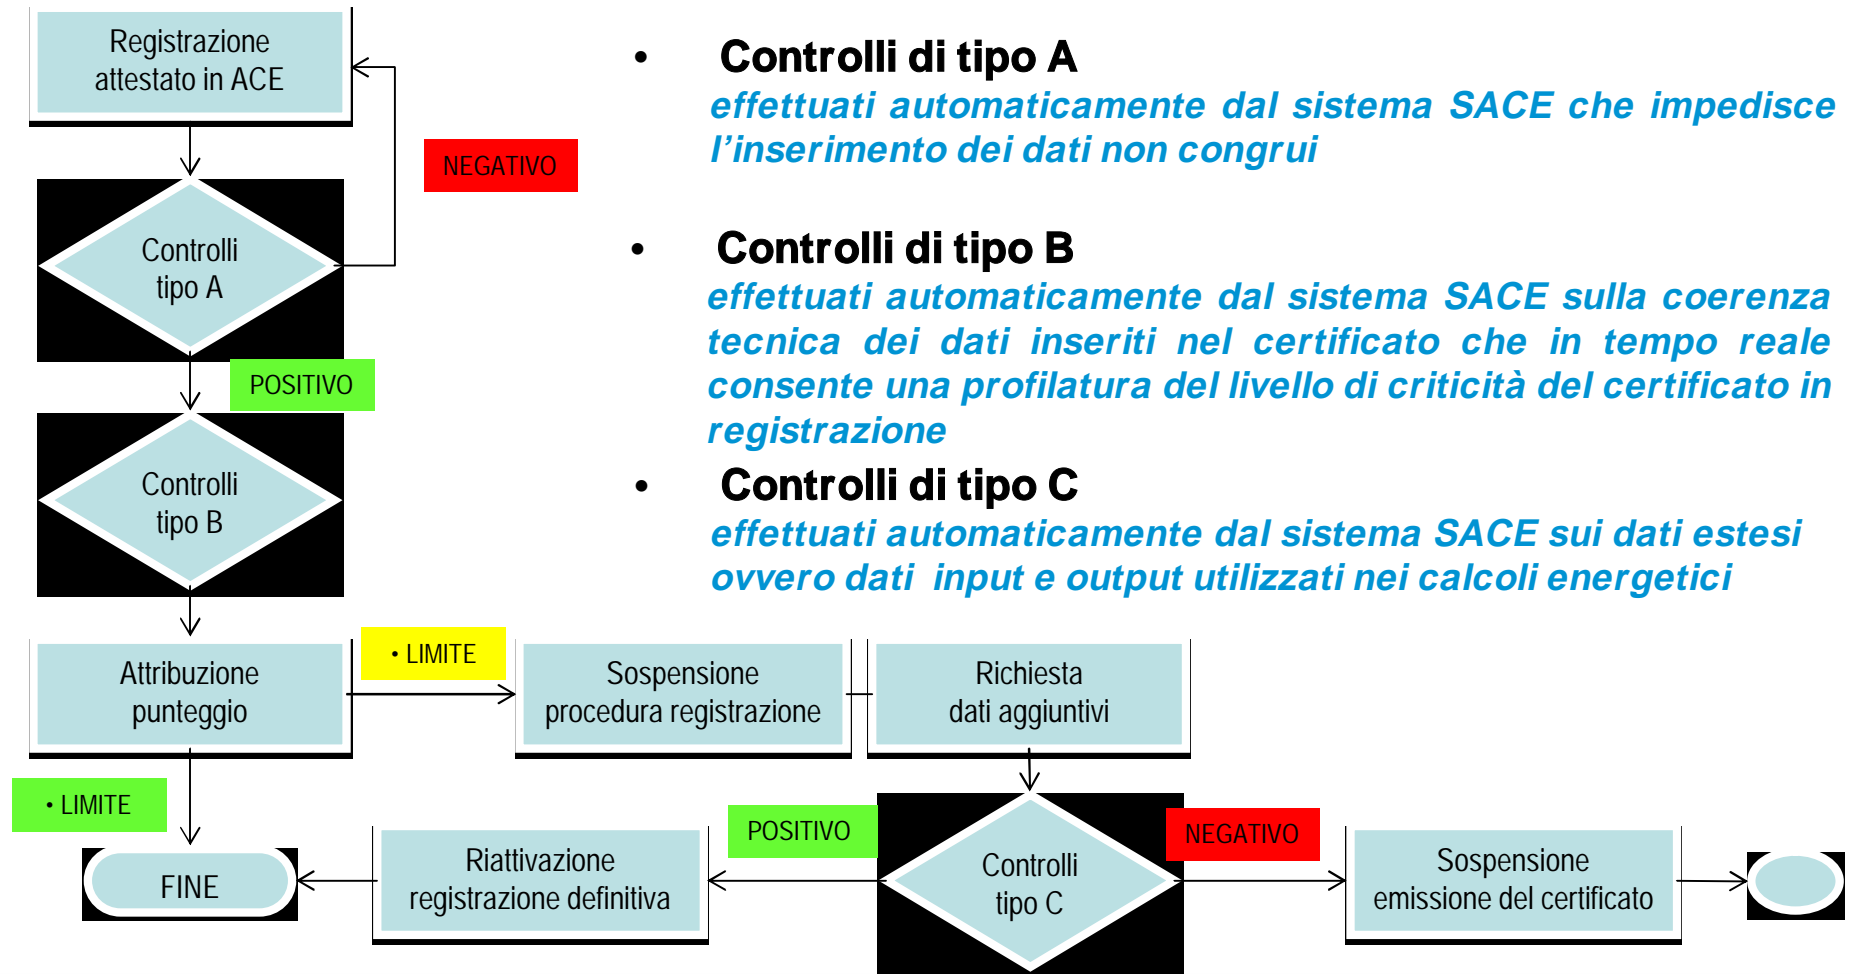 Registrazione
attestato in ACE
NEGATIVO
Controlli
tipo A
POSITIVO
Controlli
tipo B
• Controlli di tipo A
effettuati automaticamente dal sistema SACE che impedisce
l’inserimento dei dati non congrui
• Controlli di tipo B
effettuati automaticamente dal sistema SACE sulla coerenza
tecnica dei dati inseriti nel certificato che in tempo reale
consente una profilatura del livello di criticità del certificato in
registrazione
• Controlli di tipo C
effettuati automaticamente dal sistema SACE sui dati estesi
ovvero dati input e output utilizzati nei calcoli energetici
Attribuzione
punteggio
• LIMITE
Sospensione
procedura registrazione
Richiesta
dati aggiuntivi
• LIMITE
FINE
Riattivazione
registrazione definitiva
POSITIVO
Controlli
tipo C
NEGATIVO
Sospensione
emissione del certificato